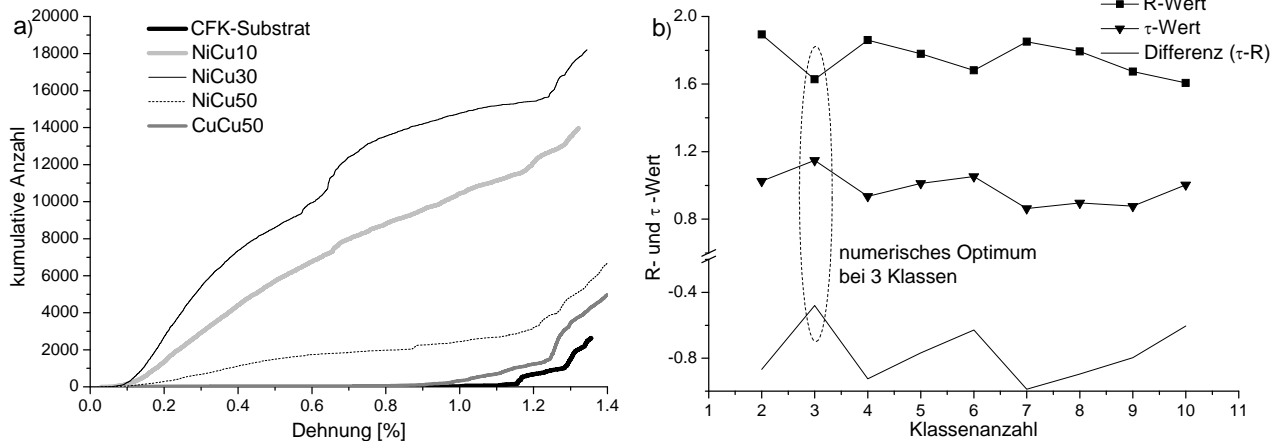 a)
CFK-Substrat
NiCu10
NiCu30
NiCu50
CuCu50
kumulative Anzahl
20000
18000
16000
14000
12000
10000
8000
6000
4000
2000
0
0.0 0.2 0.4 0.6 0.8 1.0 1.2 1.4
Dehnung [%]
b)
R-Wert
τ-Wert
Differenz (τ-R)
R- und τ -Wert
2.0
1.6
1.2
0.8
-0.4
-0.8
numerisches Optimum
bei 3 Klassen
1 2 3 4 5 6 7 8 9 10 11
Klassenanzahl